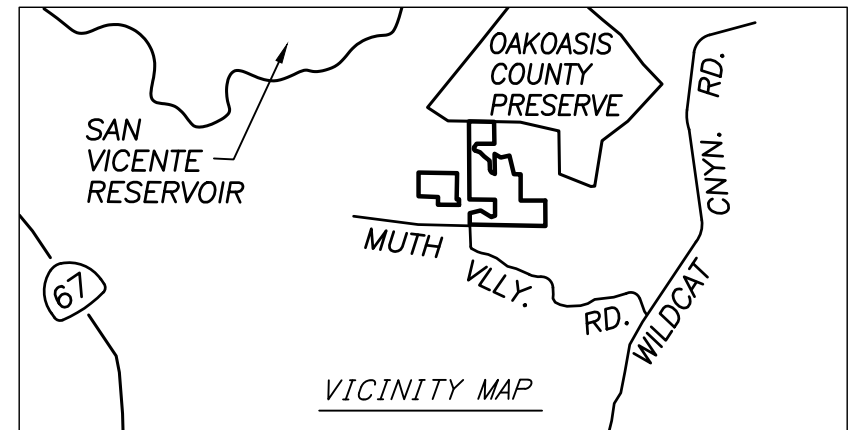 OAKOASIS
COUNTY
PRESERVE
SAN
VICENTE
RESERVOIR
CNYN. RD.
MUTH
VLLY.
RD.
WILDCAT
67
VICINITY MAP